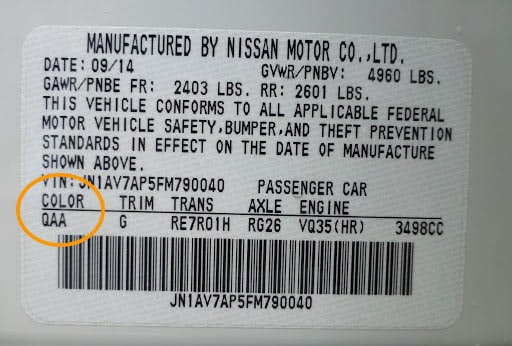 MANUFACTURED BY NISSAN MOTOR CO.,LTD.
DATE: 09/14 GVWR/PNBV: 4960 LBS.
GAWR/PNBE FR: 2403 LBS. RR: 2601 LBS.
THIS VEHICLE CONFORMS TO ALL APPLICABLE FEDERAL
MOTOR VEHICLE SAFETY,BUMPER,AND THEFT PREVENTION
STANDARDS IN EFFECT ON THE DATE OF MANUFACTURE
SHOWN ABOVE.
VIN: JN1AV7AP5FM790040 PASSENGER CAR
COLOR TRIM TRANS AXLE ENGINE
QAA G RE7R01H RG26 VQ35(HR) 3498CC
JN1AV7AP5FM790040